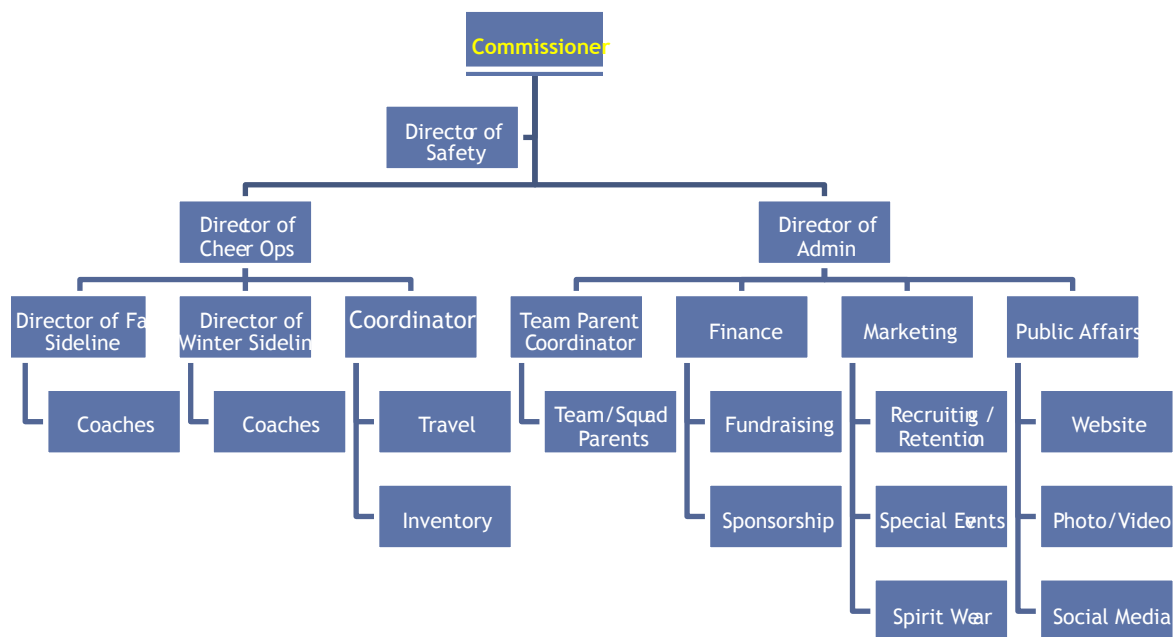 Commissioner
Director of
Safety
Director of
Cheer Ops
Director of
Admin
Director of Fa
Sideline
Director of
Winter Sidelin
Coordinator
Team Parent
Coordinator
Finance
Marketing
Public Affairs
Coaches
Coaches
Travel
Team/Squad
Parents
Fundraising
Recruiting /
Retention
Website
Inventory
Sponsorship
Special Events
Photo/Video
Spirit Wear
Social Media